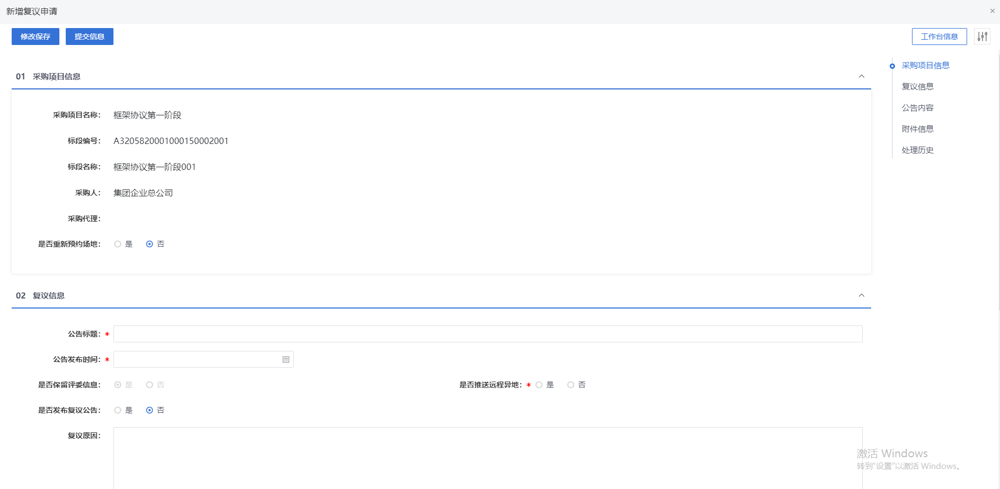 新增复议申请
×
修改保存
提交信息
工作台信息
01 采购项目信息
采购项目名称： 框架协议第一阶段
标段编号： A3205820001000150002001
标段名称： 框架协议第一阶段001
采购人： 集团企业总公司
采购代理：
是否重新预约场地： 是 否
02 复议信息
公告标题：*
公告发布时间：*
是否保留评委信息： 是 否
是否推送远程异地：* 是 否
是否发布复议公告： 是 否
复议原因：
采购项目信息
复议信息
公告内容
附件信息
处理历史
激活 Windows
转到"设置"以激活 Windows。